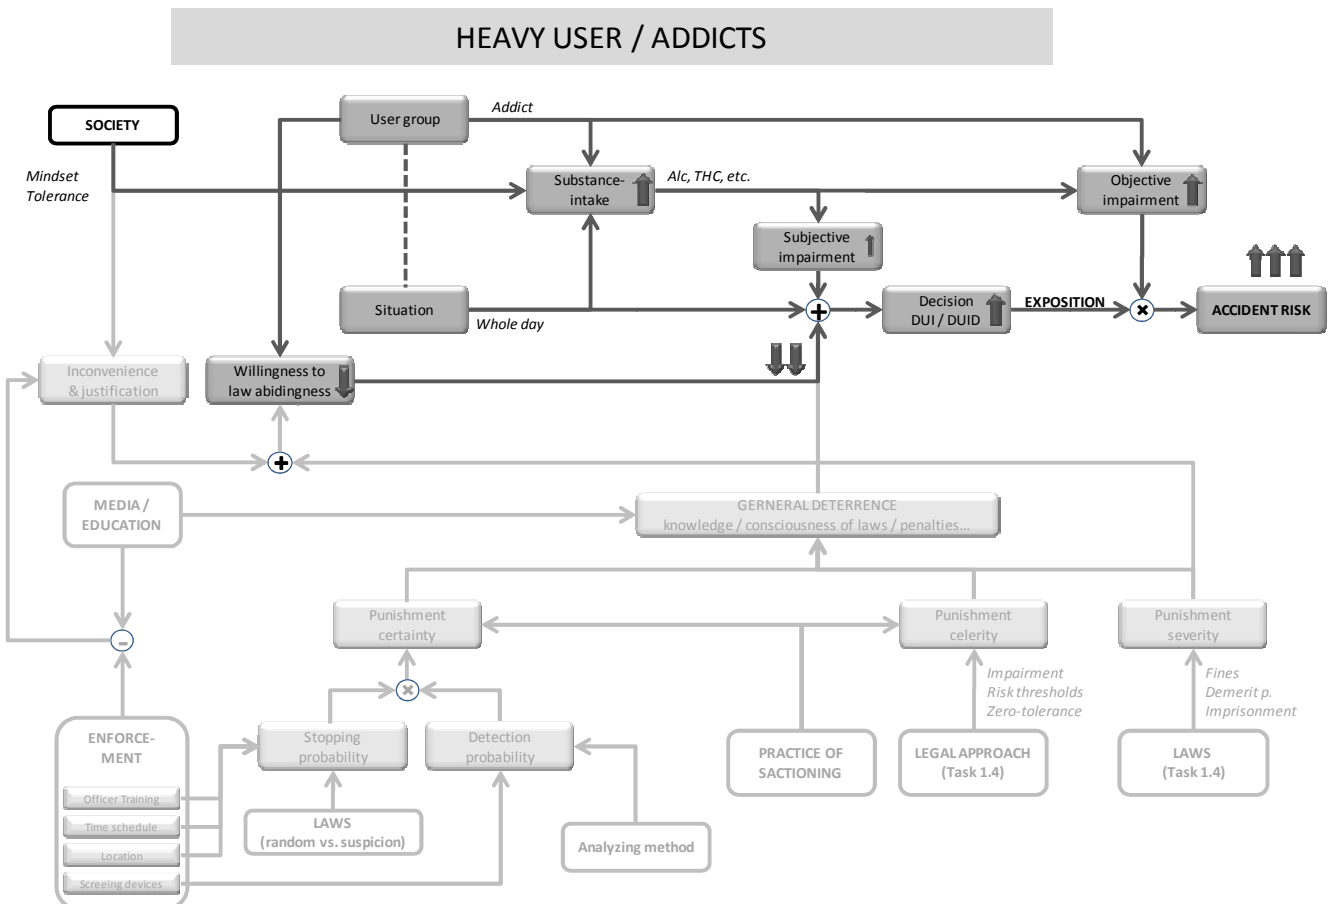 HEAVY USER / ADDICTS
SOCIETY
User group
Addict
Mindset
Tolerance
Substance-
intake
Alc, THC, etc.
Objective
impairment
Subjective
impairment
Situation
Whole day
+
Decision
DUI / DUID
EXPOSITION
×
ACCIDENT RISK
Inconvenience
& justification
Willingness to
law abidingness
+
MEDIA /
EDUCATION
GERNERAL DETERRENCE
knowledge / consciousness of laws / penalties...
Punishment
certainty
Punishment
celerity
Punishment
severity
-
×
Impairment
Risk thresholds
Zero-tolerance
Fines
Demerit p.
Imprisonment
ENFORCE-
MENT
Officer Training
Time schedule
Location
Screeing devices
Stopping
probability
Detection
probability
LAWS
(random vs. suspicion)
Analyzing method
PRACTICE OF
SACTIONING
LEGAL APPROACH
(Task 1.4)
LAWS
(Task 1.4)